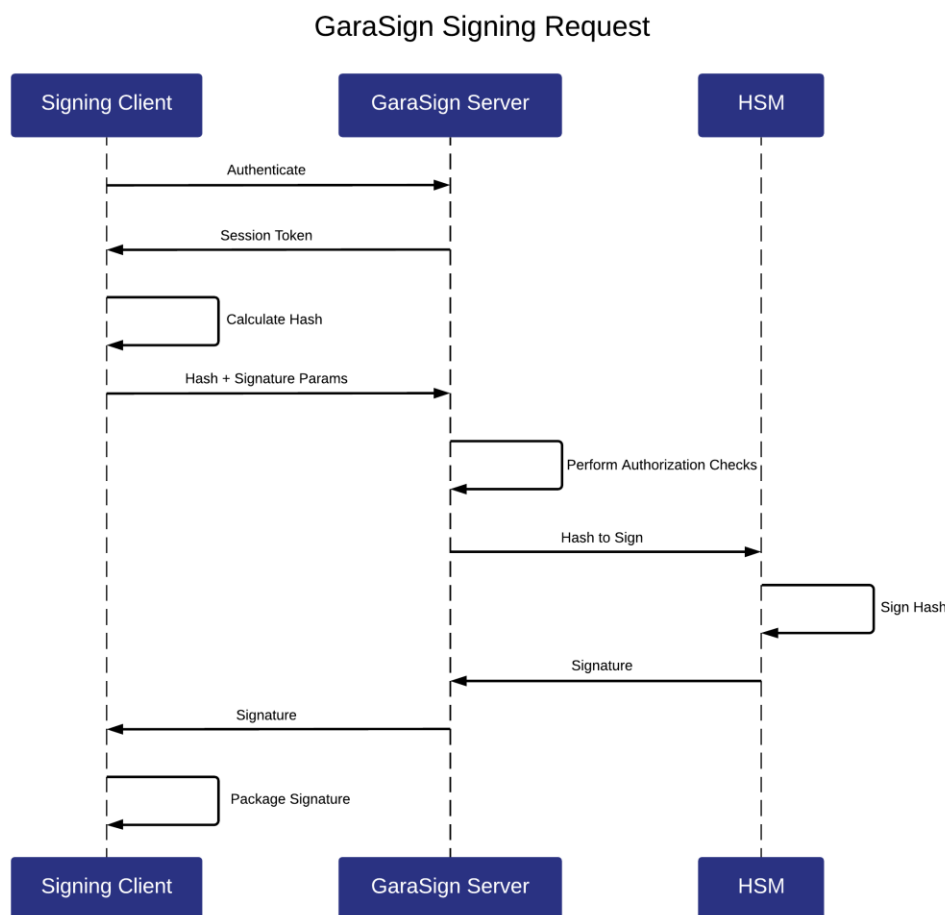 GaraSign Signing Request
Signing Client
GaraSign Server
HSM
Authenticate
Session Token
Calculate Hash
Hash + Signature Params
Perform Authorization Checks
Hash to Sign
Sign Hash
Signature
Signature
Package Signature
Signing Client
GaraSign Server
HSM